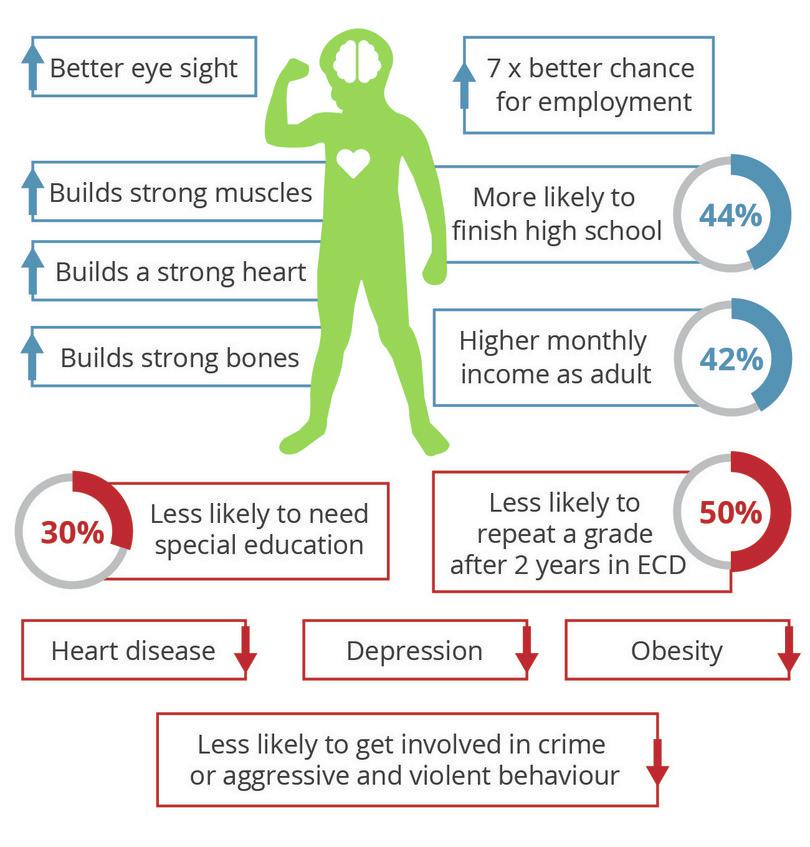 Better eye sight
7 x better chance
for employment
Builds strong muscles
More likely to
finish high school
44%
Builds a strong heart
Builds strong bones
Higher monthly
income as adult
42%
30%
Less likely to need
special education
Less likely to
repeat a grade
after 2 years in ECD
50%
Heart disease
Depression
Obesity
Less likely to get involved in crime
or aggressive and violent behaviour